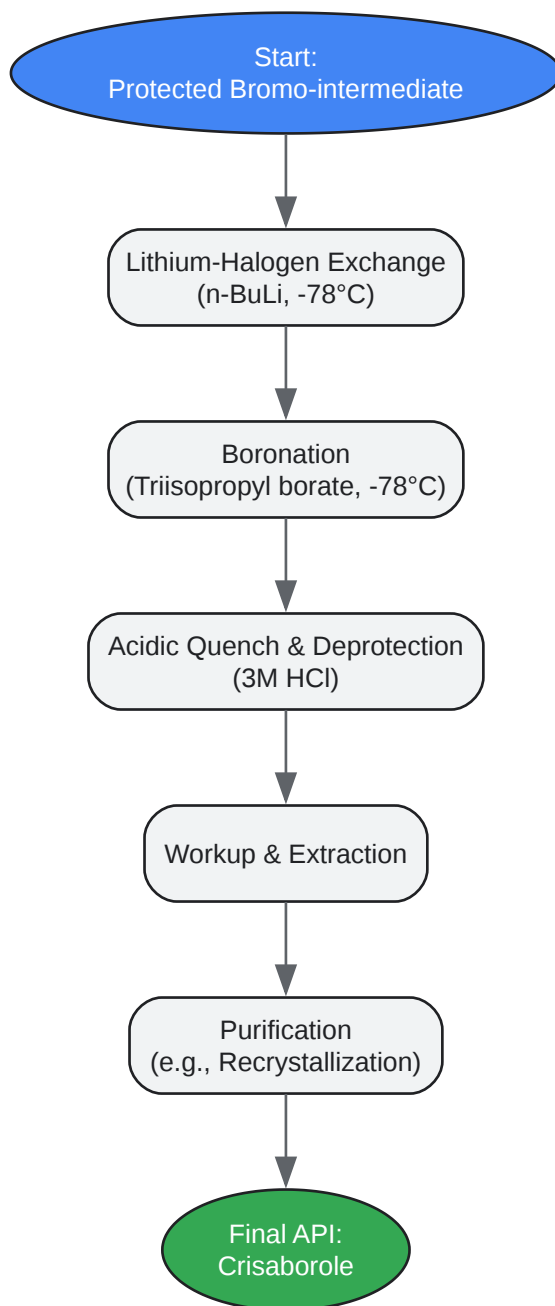 Start:
Protected Bromo-intermediate
Lithium-Halogen Exchange
(n-BuLi, -78°C)
Boronation
(Triisopropyl borate, -78°C)
Acidic Quench & Deprotection
(3M HCl)
Workup & Extraction
Purification
(e.g., Recrystallization)
Final API:
Crisaborole